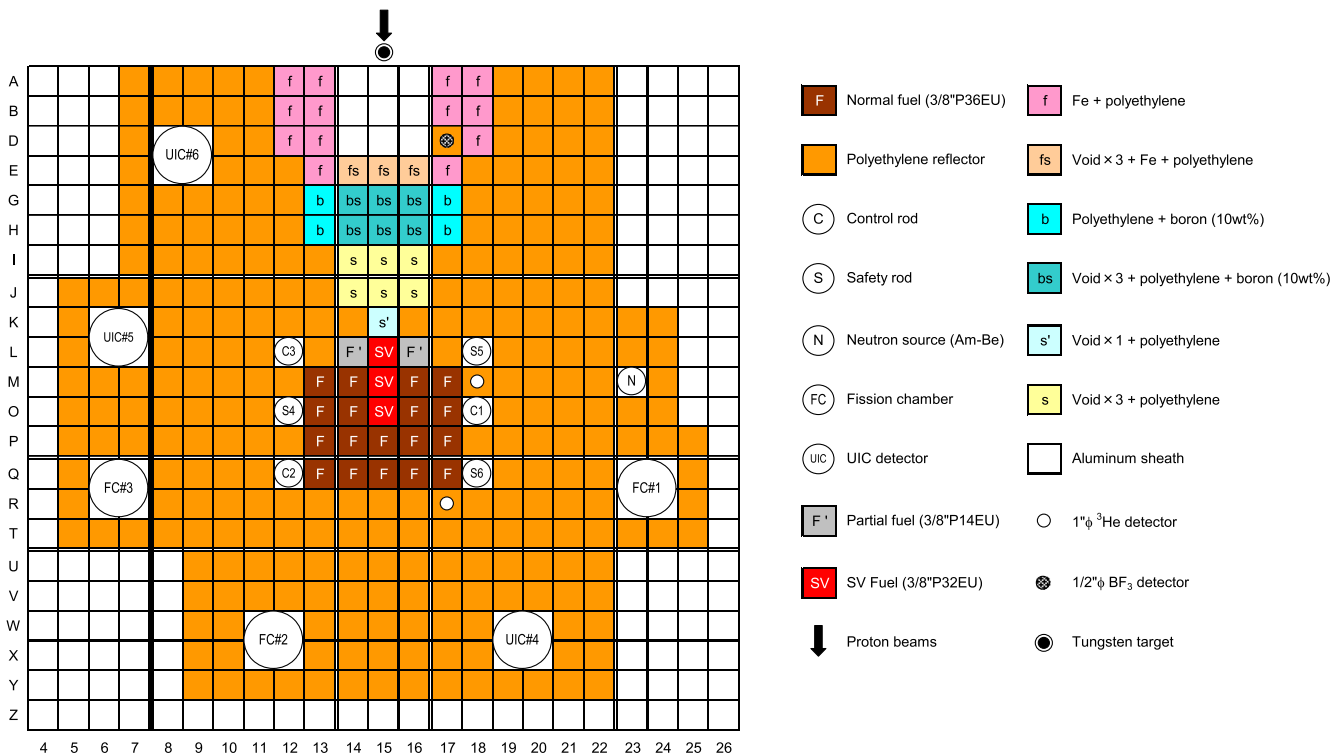 A f f f f
B f f f f
D f f f
UIC#6
E f fs fs fs f
G b bs bs bs b
H b bs bs bs b
I s s s
J s s s
K s'
UIC#5
L C3 F ' SV F ' S5
M F F SV F F N
O S4 F F SV F F C1
P F F F F F
Q C2 F F F F F S6
FC#3 FC#1
R
T
U
V
W
FC#2 UIC#4
X
Y
Z
4 5 6 7 8 9 10 11 12 13 14 15 16 17 18 19 20 21 22 23 24 25 26
F Normal fuel (3/8"P36EU)
Polyethylene reflector
C Control rod
S Safety rod
N Neutron source (Am-Be)
FC Fission chamber
UIC UIC detector
F ' Partial fuel (3/8"P14EU)
SV SV Fuel (3/8"P32EU)
Proton beams
f Fe + polyethylene
fs Void×3 + Fe + polyethylene
b Polyethylene + boron (10wt%)
bs Void×3 + polyethylene + boron (10wt%)
s' Void×1 + polyethylene
s Void×3 + polyethylene
Aluminum sheath
1"φ ³He detector
1/2"φ BF₃ detector
Tungsten target